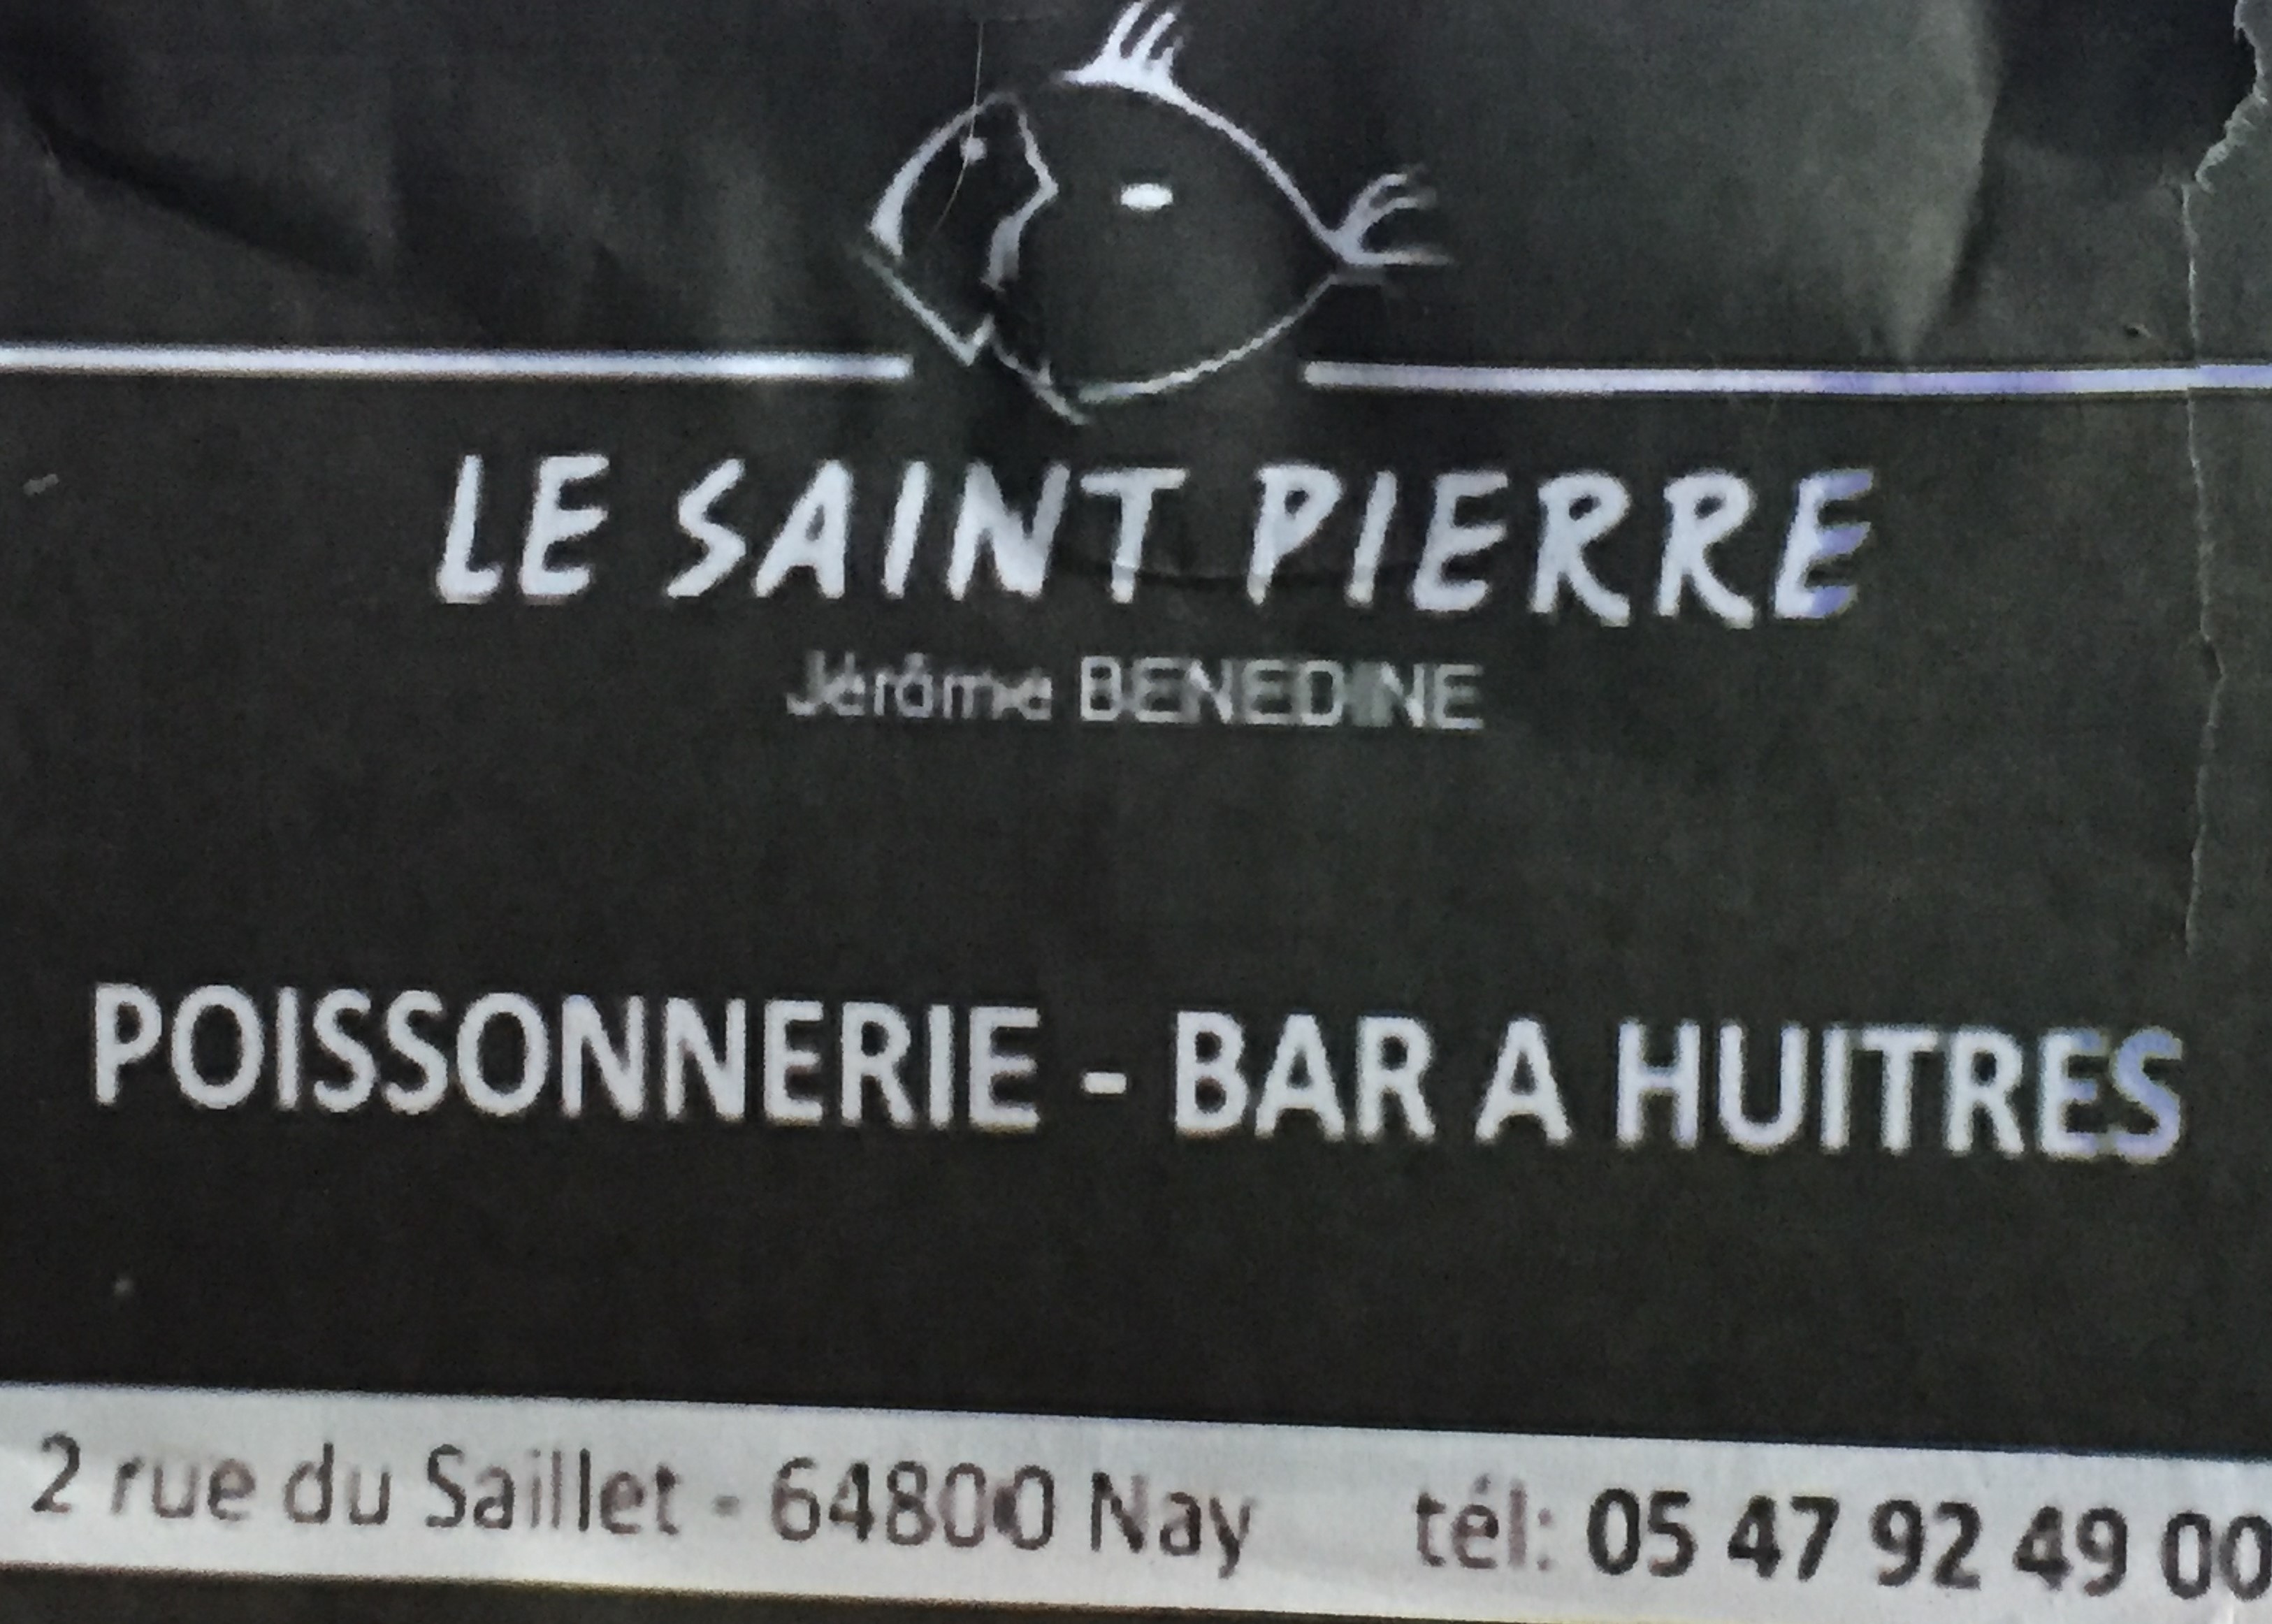 LE SAINT PIERRE
Jérôme BENEDINE
POISSONNERIE - BAR A HUITRES
2 rue du Saillet - 64800 Nay tél: 05 47 92 49 00